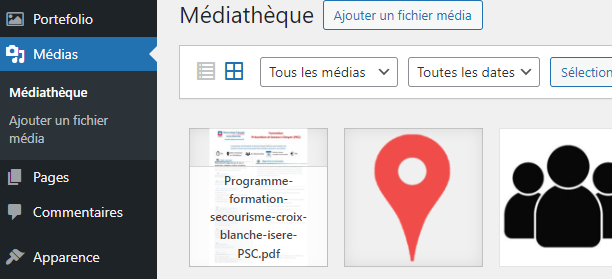 Portefolio
Médias
Médiathèque
Ajouter un fichier
média
Pages
Commentaires
Apparence
Médiathèque
Ajouter un fichier média
Tous les médias
Toutes les dates
Sélection
Programme-
formation-
secourisme-croix-
blanche-isere-
PSC.pdf